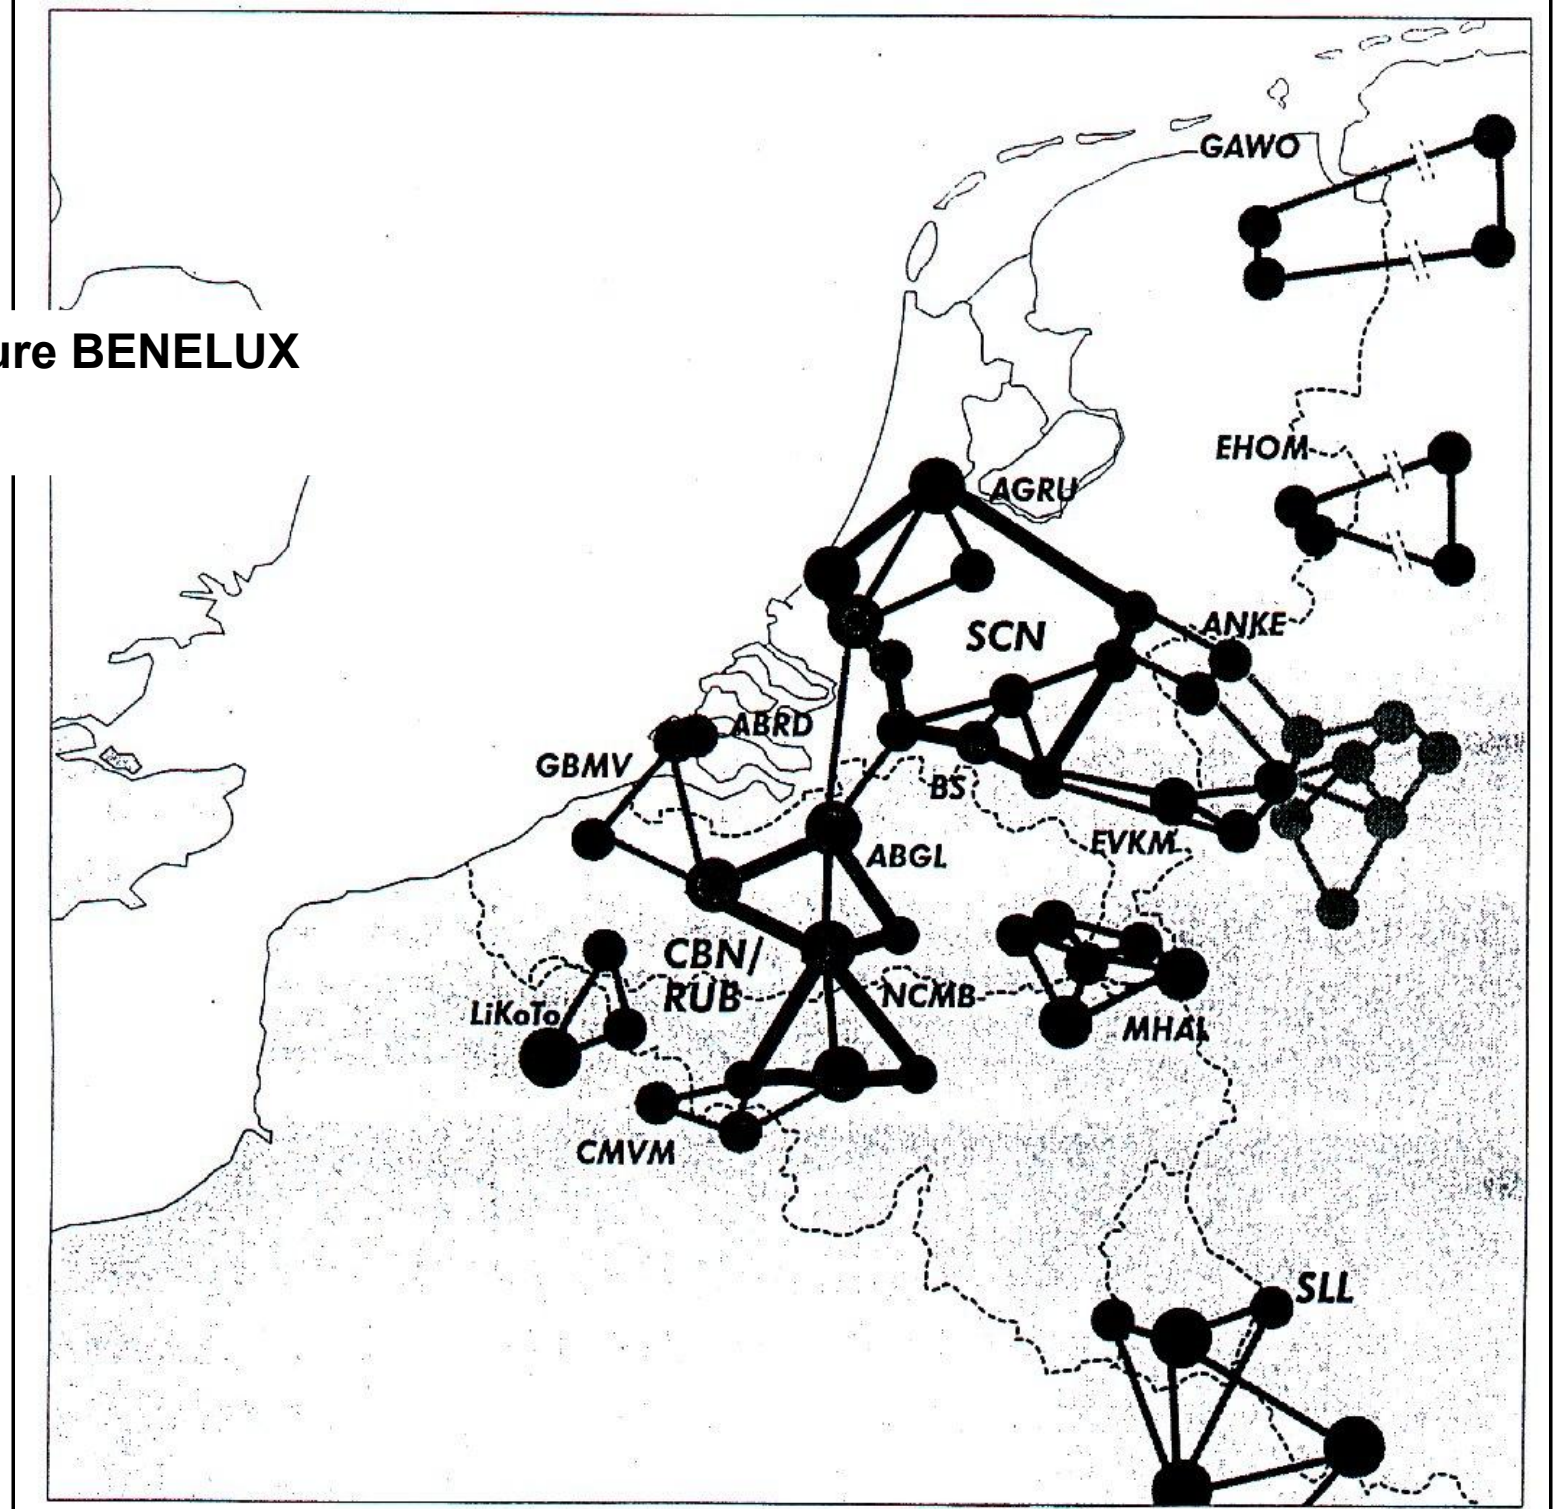 GAWO
ure BENELUX
EHOM
AGRU
ANKE
SCN
ABRD
GBMV
BS
EVKM
ABGL
CBN/
RUB
NCMB
LiKoTo
MHAL
CMVM
SLL